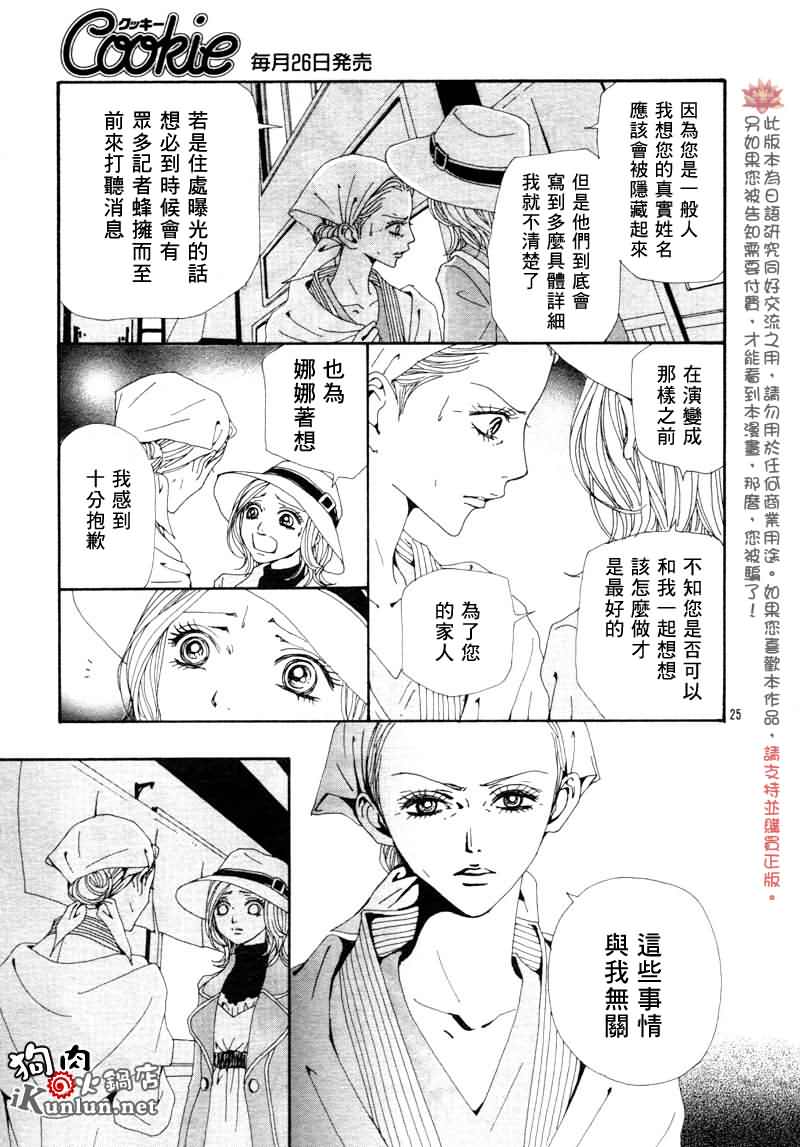 クッキー
Cookie 毎月26日発売
因為您是一般人
我想您的真實姓名
應該會被隱藏起來
但是他們到底會
寫到多麼具體詳細
我就不清楚了
若是住處曝光的話
想必到時候會有
眾多記者蜂擁而至
前來打聽消息
在演變成
那樣之前
不知您是否可以
和我一起想想
該怎麼做才
是最好的
為了您
的家人
也為
娜娜著想
我感到
十分抱歉
25
這些事情
與我無關
此版本為日語研究同好交流之用，請勿用於任何商業用途。如果您喜歡本作品，請支持並購買正版。
另如果您被告知需要付費，才能看到本漫畫，那麼，您被騙了！
狗肉火鍋店
iKunlun.net